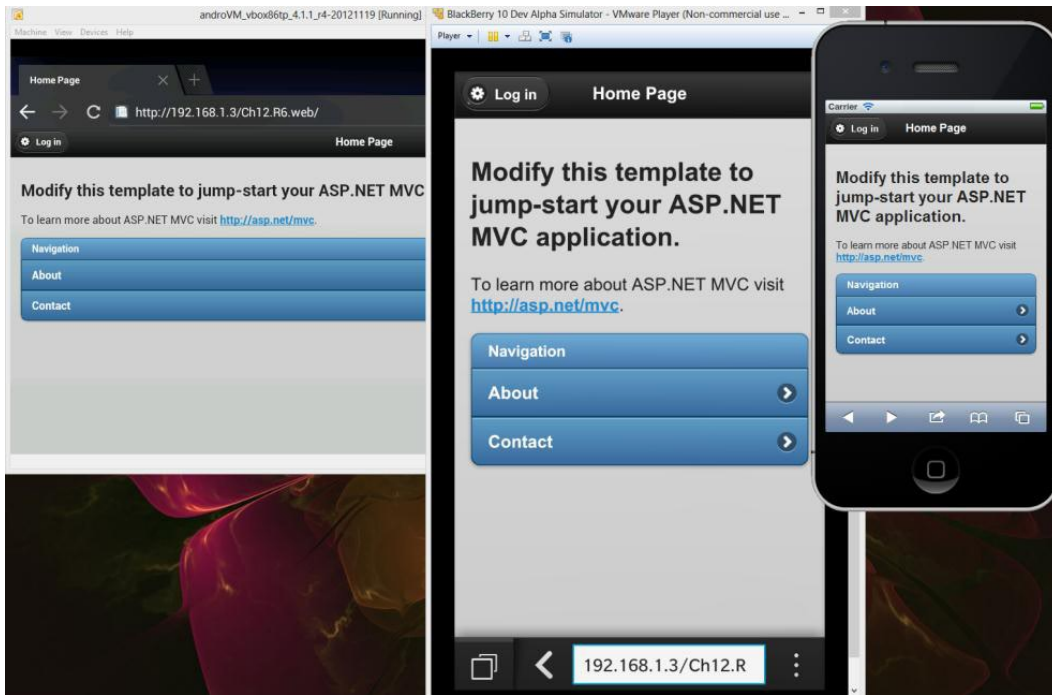 androVM_vbox86tp_4.1.1_r4-20121119 [Running]
Machine View Devices Help
Home Page
http://192.168.1.3/Ch12.R6.web/
Log in
Home Page
Modify this template to jump-start your ASP.NET MVC
To learn more about ASP.NET MVC visit http://asp.net/mvc.
Navigation
About
Contact
BlackBerry 10 Dev Alpha Simulator - VMware Player (Non-commercial use ...
Player
Log in
Home Page
Modify this template to
jump-start your ASP.NET
MVC application.
To learn more about ASP.NET MVC visit
http://asp.net/mvc.
Navigation
About
Contact
192.168.1.3/Ch12.R
Carrier
Log in
Home Page
Modify this template to
jump-start your ASP.NET
MVC application.
To learn more about ASP.NET MVC visit
http://asp.net/mvc.
Navigation
About
Contact